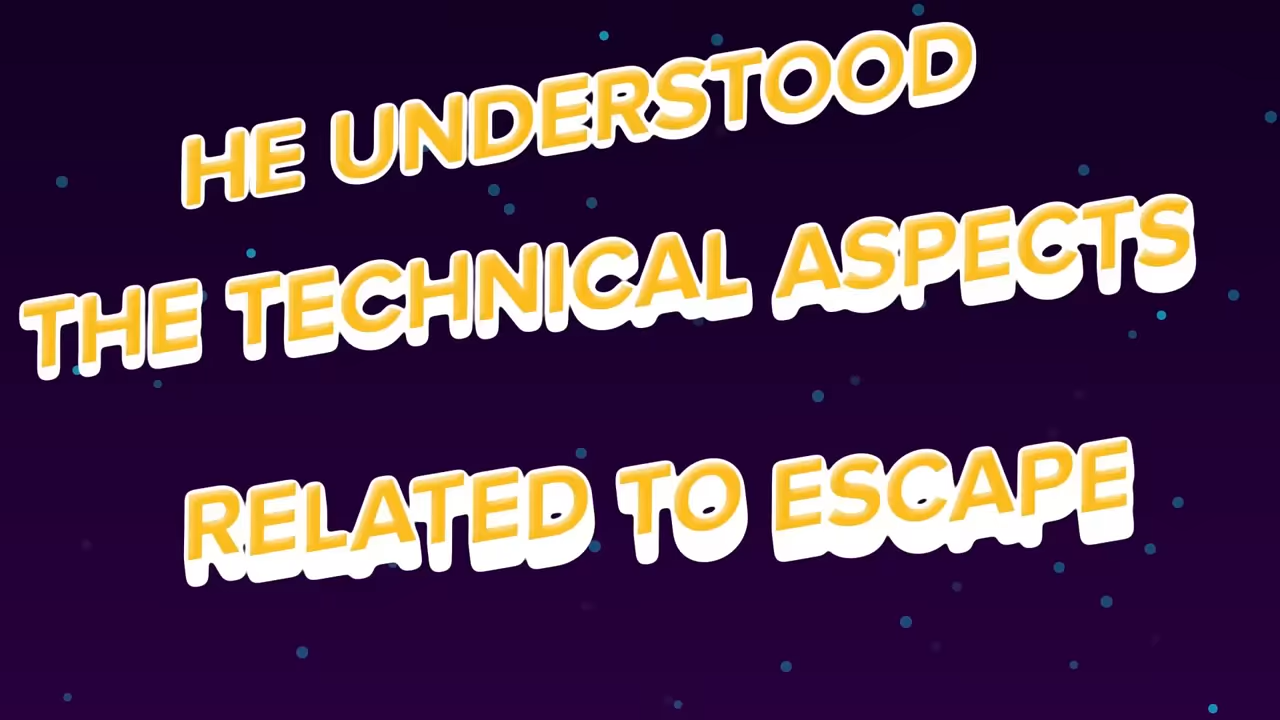 HE UNDERSTOOD
THE TECHNICAL ASPECTS
RELATED TO ESCAPE